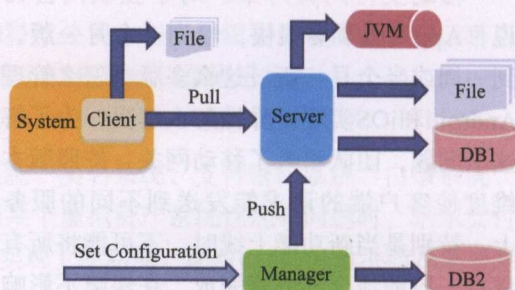 File
JVM
System
Client
Pull
Server
File
DB1
Push
Set Configuration
Manager
DB2